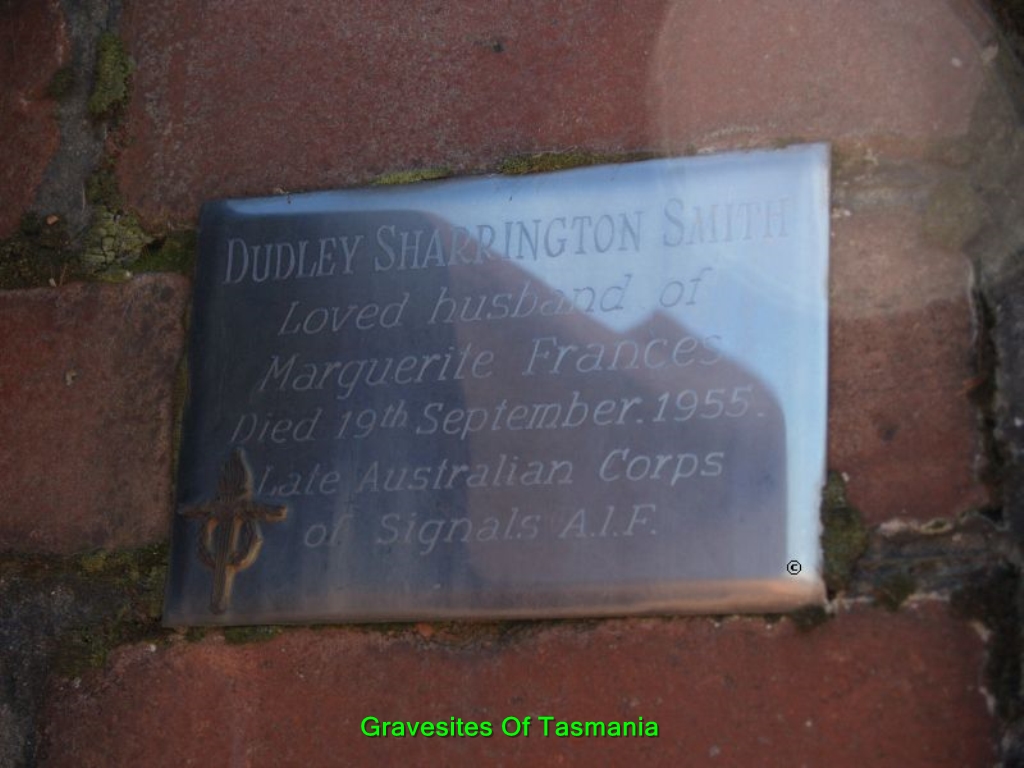 DUDLEY SHARRINGTON SMITH
Loved husband of
Marguerite Frances
Died 19th September.1955.
Late Australian Corps
of Signals A.I.F.
©
Gravesites Of Tasmania